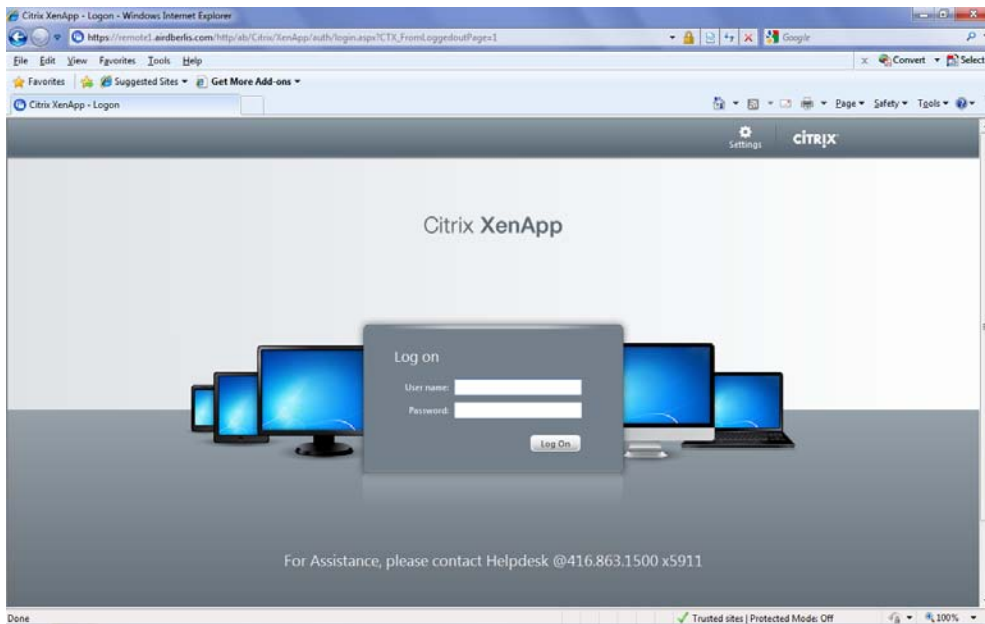 Citrix XenApp - Logon - Windows Internet Explorer
https://remote1.airdberlis.com/http/ab/Citrix/XenApp/auth/login.aspx?CTX_FromLoggedoutPage=1
Google
File Edit View Favorites Tools Help
x Convert Select
Favorites Suggested Sites Get More Add-ons
Citrix XenApp - Logon
Page Safety Tools
Settings
CITRIX
Citrix XenApp
Log on
User name:
Password:
Log On
For Assistance, please contact Helpdesk @416.863.1500 x5911
Done
Trusted sites | Protected Mode: Off
100%